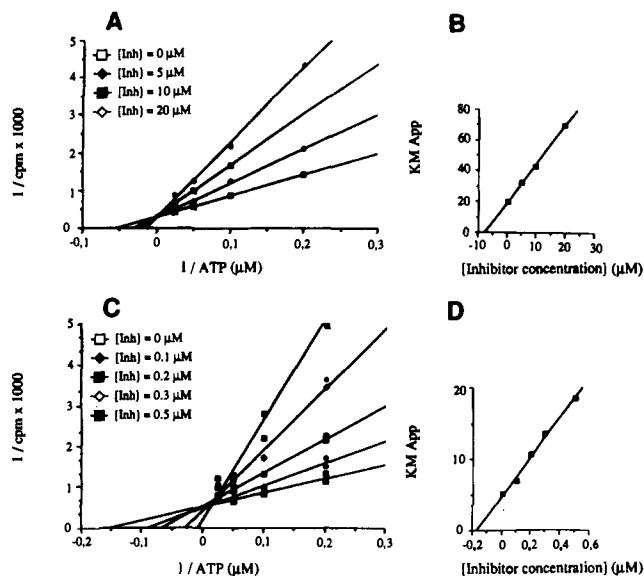 A
1 / cpm x 1000
5
4
3
2
1
0
[Inh] = 0 µM
[Inh] = 5 µM
[Inh] = 10 µM
[Inh] = 20 µM
-0,1 0,0 0,1 0,2 0,3
1 / ATP (µM)
B
KM App
80
60
40
20
0
-10 0 10 20 30
[Inhibitor concentration] (µM)
C
1 / cpm x 1000
5
4
3
2
1
0
[Inh] = 0 µM
[Inh] = 0.1 µM
[Inh] = 0.2 µM
[Inh] = 0.3 µM
[Inh] = 0.5 µM
-0,2 -0,1 0 0,1 0,2 0,3
1 / ATP (µM)
D
KM App
20
10
0
-0,2 0 0,2 0,4 0,6
[Inhibitor concentration] (µM)